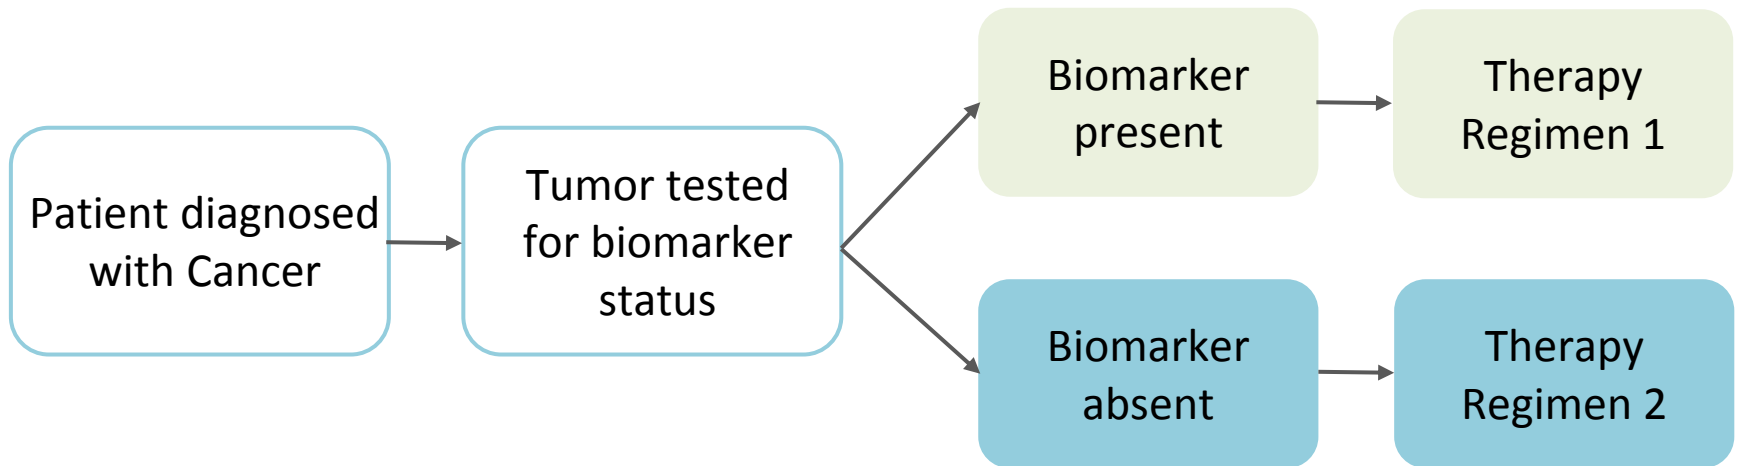 Patient diagnosed
with Cancer
Tumor tested
for biomarker
status
Biomarker
present
Therapy
Regimen 1
Biomarker
absent
Therapy
Regimen 2